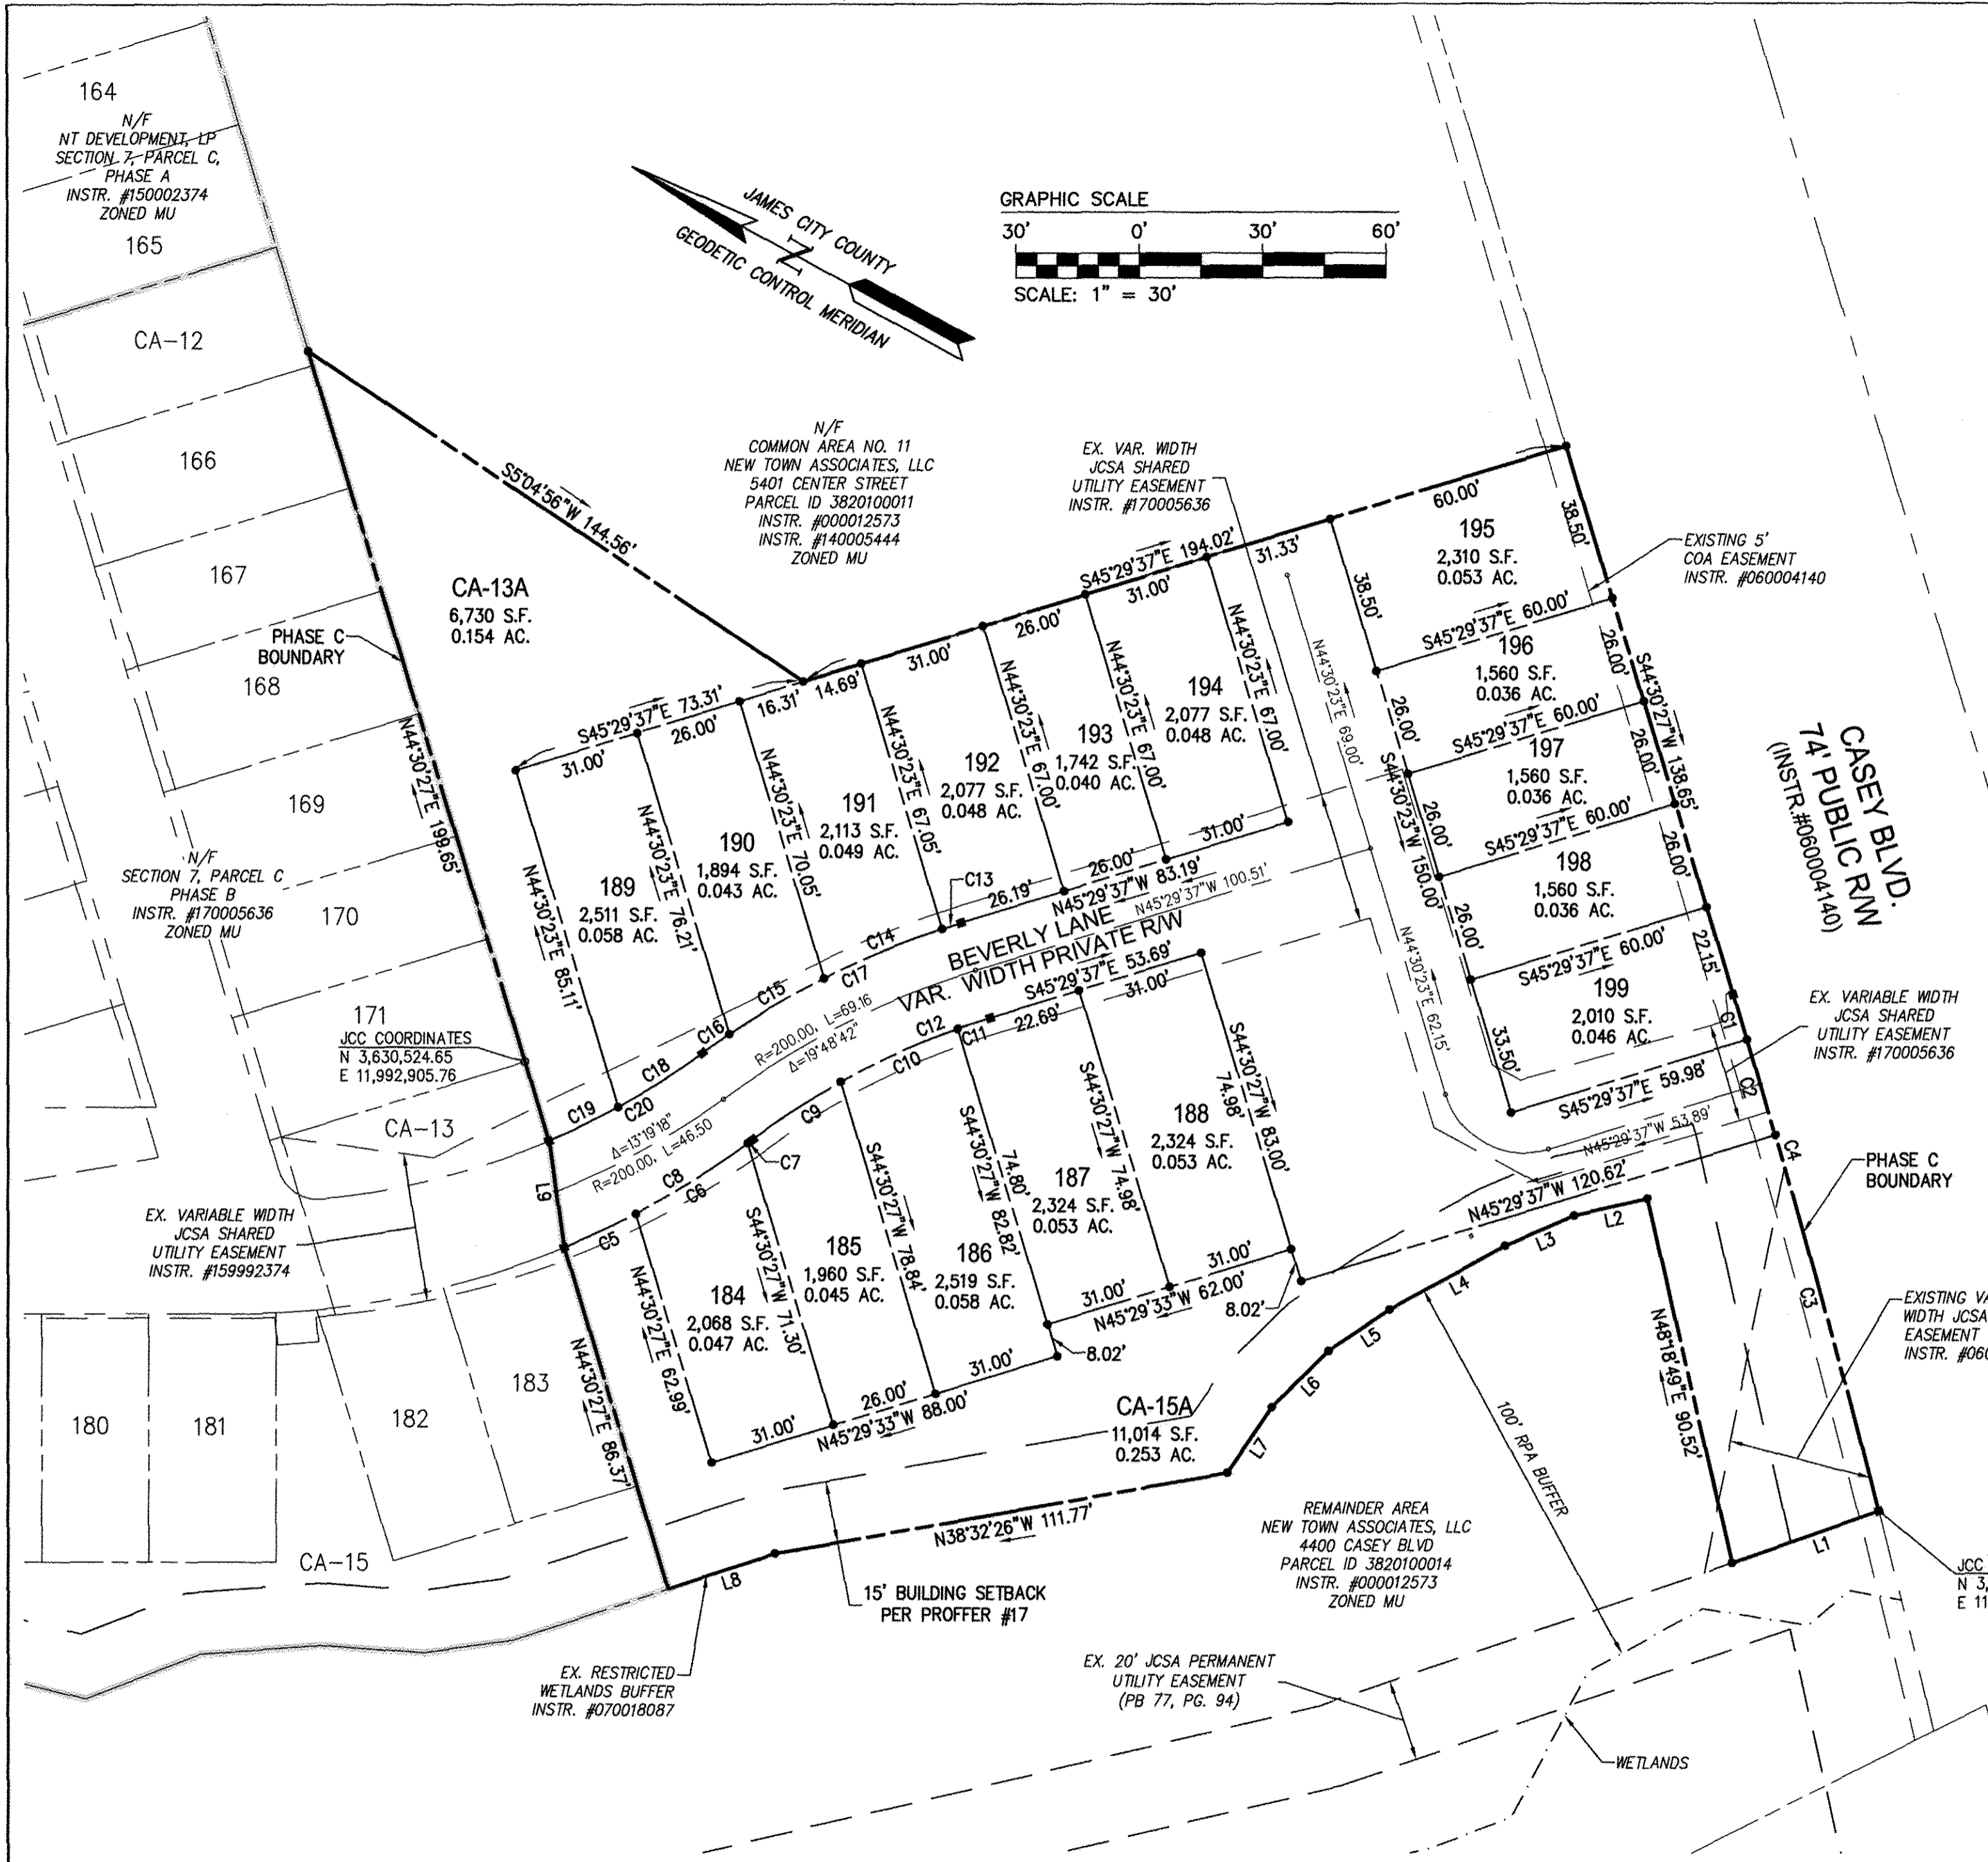 164
N/F
NT DEVELOPMENT, LP
SECTION 7, PARCEL C,
PHASE A
INSTR. #150002374
ZONED MU
165
CA-12
166
167
168
169
170
171
N/F
SECTION 7, PARCEL C
PHASE B
INSTR. #170005636
ZONED MU
JCC COORDINATES
N 3,630,524.65
E 11,992,905.76
CA-13
EX. VARIABLE WIDTH
JCSA SHARED
UTILITY EASEMENT
INSTR. #159992374
180
181
182
183
CA-15
JAMES CITY COUNTY
N
GEODETIC CONTROL MERIDIAN
GRAPHIC SCALE
30'
0'
30'
60'
SCALE: 1" = 30'
S5°04'56"W 144.56'
CA-13A
6,730 S.F.
0.154 AC.
PHASE C
BOUNDARY
N44°30'27"E 199.65'
N/F
COMMON AREA NO. 11
NEW TOWN ASSOCIATES, LLC
5401 CENTER STREET
PARCEL ID 3820100011
INSTR. #000012573
INSTR. #140005444
ZONED MU
EX. VAR. WIDTH
JCSA SHARED
UTILITY EASEMENT
INSTR. #170005636
S45°29'37"E 73.31'
31.00'
26.00'
16.31'
14.69'
31.00'
26.00'
S45°29'37"E 194.02'
31.00'
31.33'
60.00'
N44°30'23"E 85.11'
189
2,511 S.F.
0.058 AC.
N44°30'23"E 76.21'
190
1,894 S.F.
0.043 AC.
N44°30'23"E 70.05'
191
2,113 S.F.
0.049 AC.
N44°30'23"E 67.05'
192
2,077 S.F.
0.048 AC.
N44°30'23"E 67.00'
193
1,742 S.F.
0.040 AC.
N44°30'23"E 67.00'
194
2,077 S.F.
0.048 AC.
N44°30'23"E 67.00'
N44°30'23"E 69.00'
195
2,310 S.F.
0.053 AC.
38.50'
38.50'
EXISTING 5'
COA EASEMENT
INSTR. #060004140
S45°29'37"E 60.00'
196
1,560 S.F.
0.036 AC.
26.00'
26.00'
S45°29'37"E 60.00'
197
1,560 S.F.
0.036 AC.
26.00'
26.00'
S44°30'27"W 138.65'
S44°30'23"W 150.00'
S45°29'37"E 60.00'
198
1,560 S.F.
0.036 AC.
26.00'
26.00'
S45°29'37"E 60.00'
199
2,010 S.F.
0.046 AC.
33.50'
22.15'
C1
S45°29'37"E 59.98'
C2
CASEY BLVD.
74' PUBLIC R/W
(INSTR.#060004140)
EX. VARIABLE WIDTH
JCSA SHARED
UTILITY EASEMENT
INSTR. #170005636
C13
26.19'
26.00'
31.00'
N45°29'37"W 83.19'
N45°29'37"W 100.51'
BEVERLY LANE
VAR. WIDTH PRIVATE R/W
C14
C17
C15
C16
C18
C19
C20
R=200.00, L=69.16
Δ=19°48'42"
Δ=13°19'18"
R=200.00, L=46.50
L9
N44°30'23"E 62.15'
N45°29'37"W 53.89'
N45°29'37"W 120.62'
C4
PHASE C
BOUNDARY
C3
C12
C11
22.69'
S45°29'37"E 53.69'
31.00'
C10
C9
C7
C8
C6
C5
N44°30'27"E 62.99'
184
2,068 S.F.
0.047 AC.
S44°30'27"W 71.30'
185
1,960 S.F.
0.045 AC.
S44°30'27"W 78.84'
186
2,519 S.F.
0.058 AC.
74.80'
S44°30'27"W 82.82'
187
2,324 S.F.
0.053 AC.
S44°30'27"W 74.98'
188
2,324 S.F.
0.053 AC.
74.98'
S44°30'27"W 83.00'
31.00'
31.00'
N45°29'33"W 62.00'
8.02'
8.02'
31.00'
26.00'
31.00'
N45°29'33"W 88.00'
N44°30'27"E 86.37'
CA-15A
11,014 S.F.
0.253 AC.
L2
L3
L4
L5
L6
L7
N48°18'49"E 90.52'
100' RPA BUFFER
EXISTING VA
WIDTH JCSA
EASEMENT
INSTR. #06
L1
JCC
N 3,
E 11
N38°32'26"W 111.77'
L8
15' BUILDING SETBACK
PER PROFFER #17
REMAINDER AREA
NEW TOWN ASSOCIATES, LLC
4400 CASEY BLVD
PARCEL ID 3820100014
INSTR. #000012573
ZONED MU
EX. RESTRICTED
WETLANDS BUFFER
INSTR. #070018087
EX. 20' JCSA PERMANENT
UTILITY EASEMENT
(PB 77, PG. 94)
WETLANDS